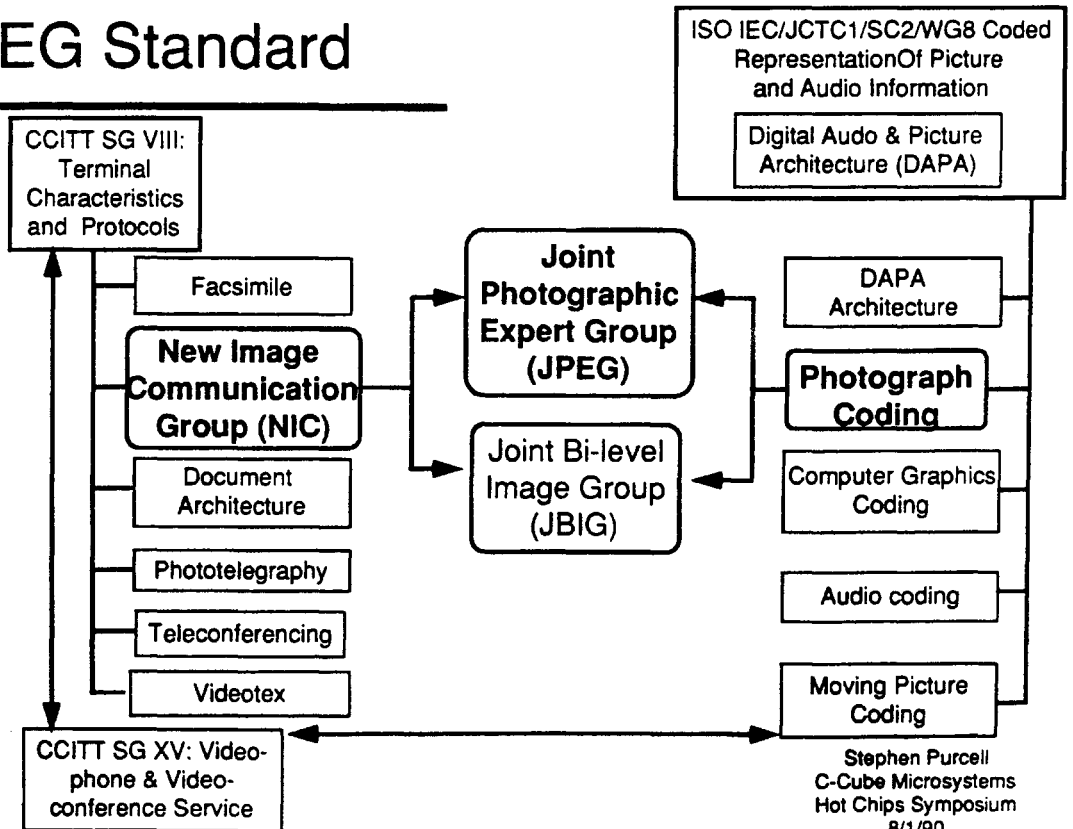 EG Standard
ISO IEC/JCTC1/SC2/WG8 Coded
RepresentationOf Picture
and Audio Information
Digital Audo & Picture
Architecture (DAPA)
CCITT SG VIII:
Terminal
Characteristics
and Protocols
Facsimile
New Image
Communication
Group (NIC)
Document
Architecture
Phototelegraphy
Teleconferencing
Videotex
CCITT SG XV: Video-
phone & Video-
conference Service
Joint
Photographic
Expert Group
(JPEG)
Joint Bi-level
Image Group
(JBIG)
DAPA
Architecture
Photograph
Coding
Computer Graphics
Coding
Audio coding
Moving Picture
Coding
Stephen Purcell
C-Cube Microsystems
Hot Chips Symposium
8/1/90